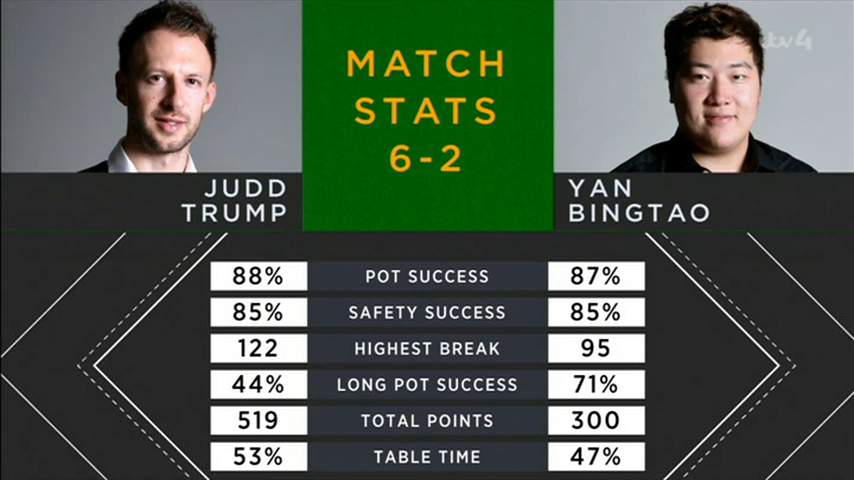 MATCH
STATS
6-2
itv4
JUDD
TRUMP
YAN
BINGTAO
88% POT SUCCESS 87%
85% SAFETY SUCCESS 85%
122 HIGHEST BREAK 95
44% LONG POT SUCCESS 71%
519 TOTAL POINTS 300
53% TABLE TIME 47%